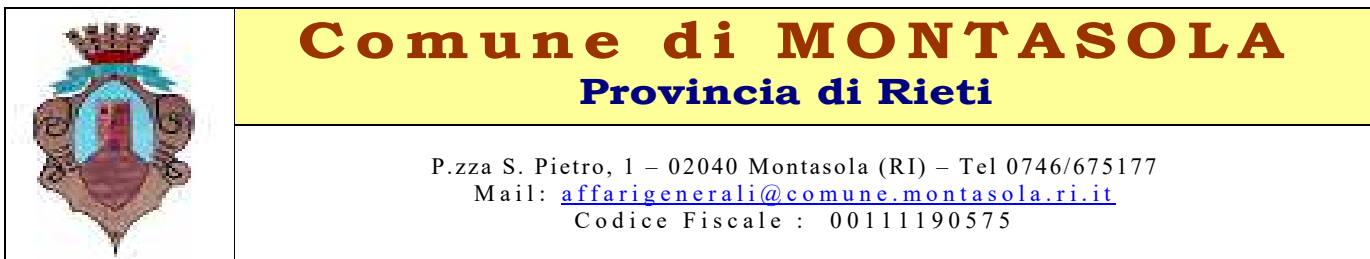 Comune di MONTASOLA
Provincia di Rieti
P.zza S. Pietro, 1 – 02040 Montasola (RI) – Tel 0746/675177
Mail: affarigenerali@comune.montasola.ri.it
Codice Fiscale : 00111190575